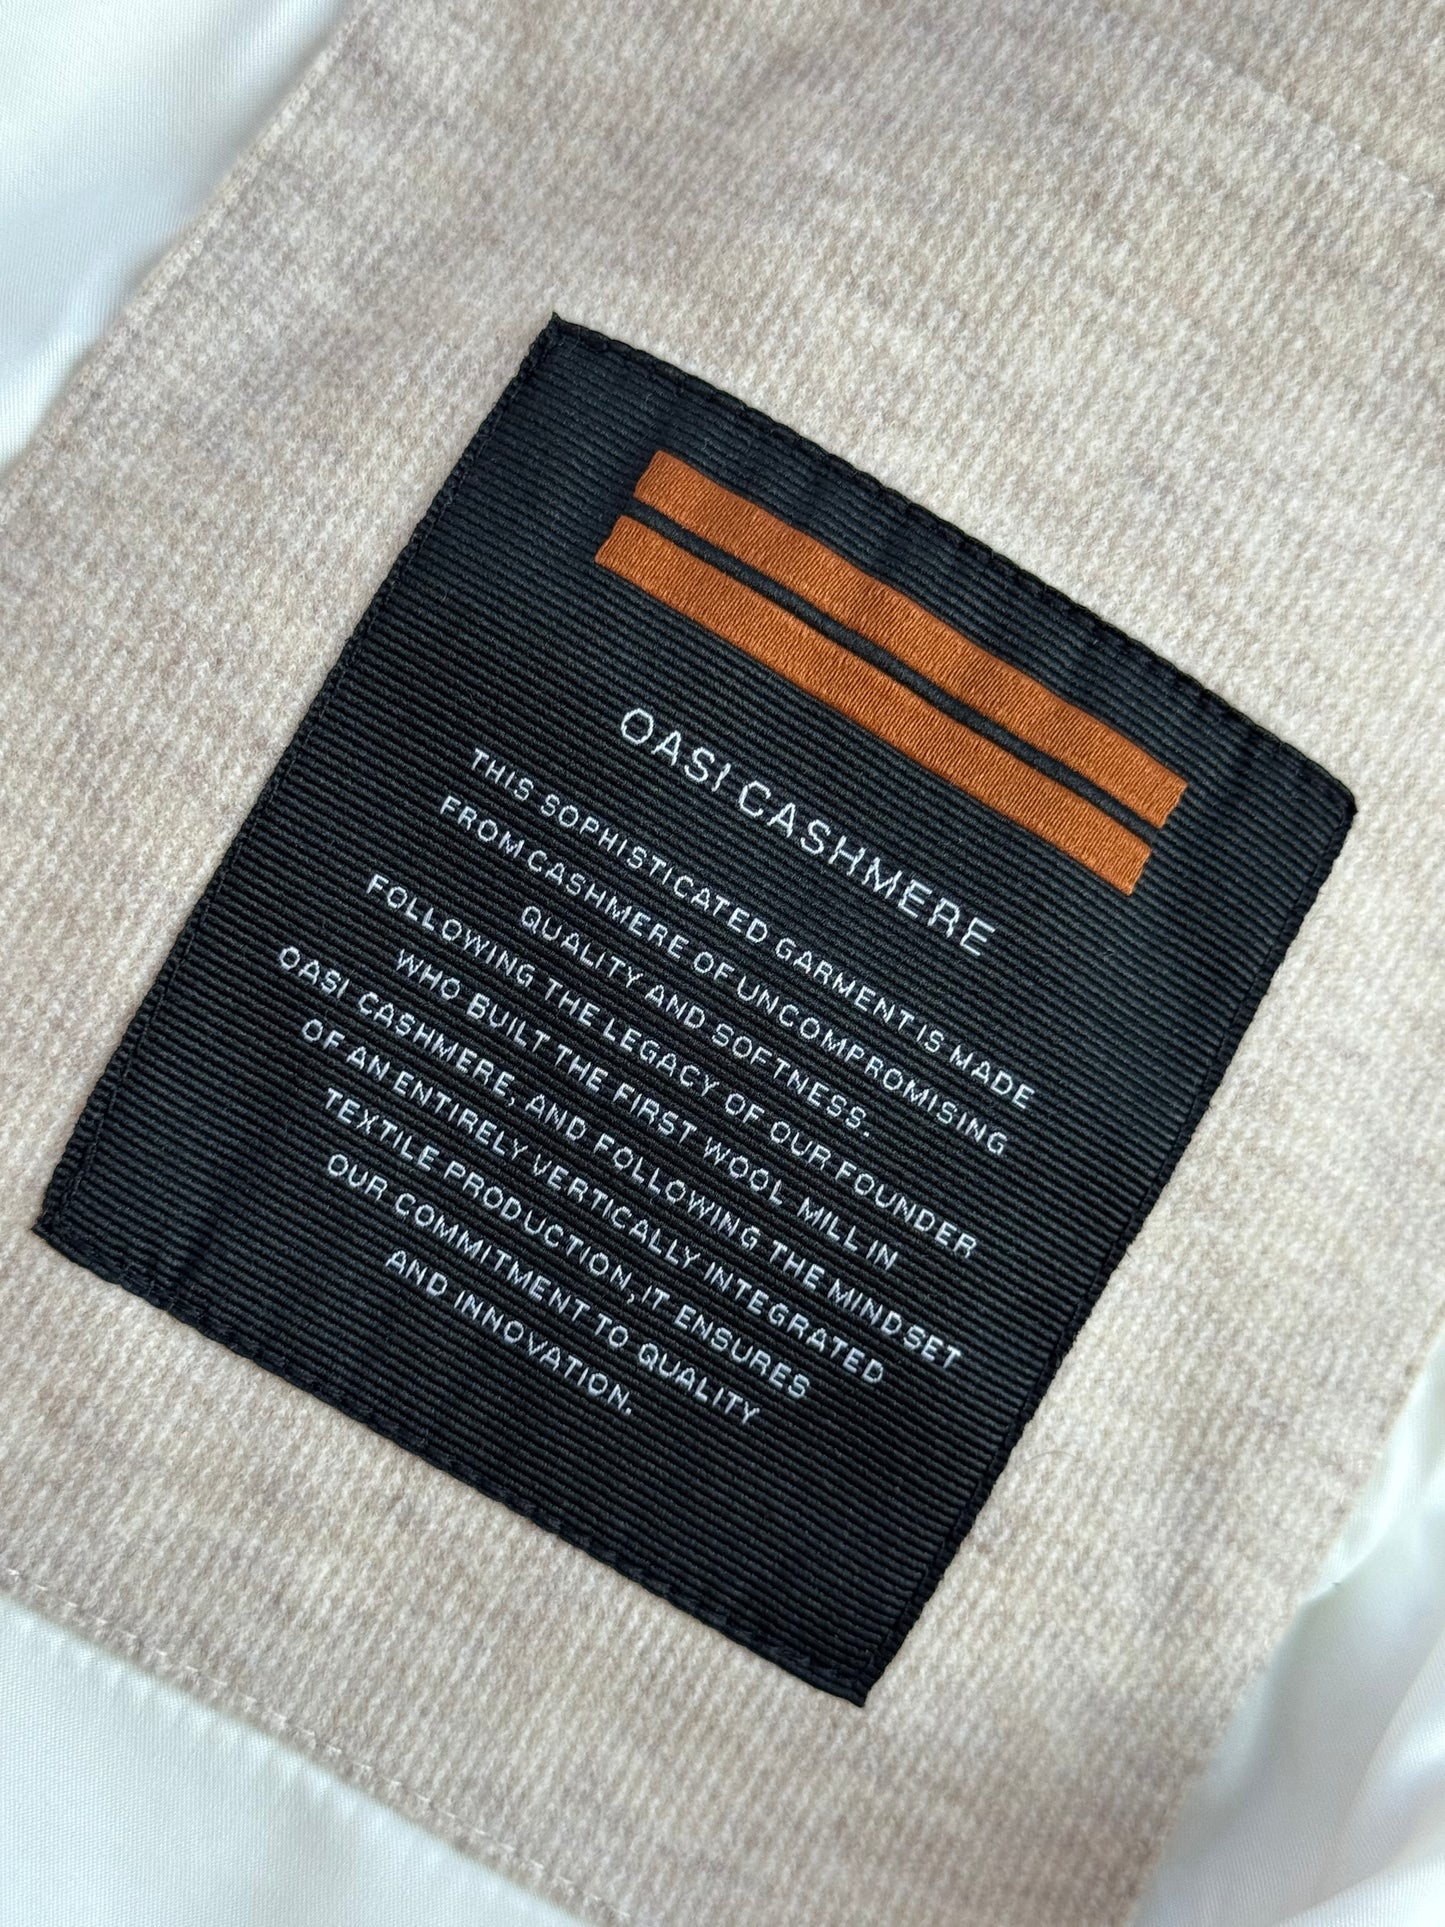 OASI CASHMERE
THIS SOPHISTICATED GARMENT IS MADE
FROM CASHMERE OF UNCOMPROMISING
QUALITY AND SOFTNESS.
FOLLOWING THE LEGACY OF OUR FOUNDER
WHO BUILT THE FIRST WOOL MILL IN
OASI CASHMERE, AND FOLLOWING THE MINDSET
OF AN ENTIRELY VERTICALLY INTEGRATED
TEXTILE PRODUCTION, IT ENSURES
OUR COMMITMENT TO QUALITY
AND INNOVATION.